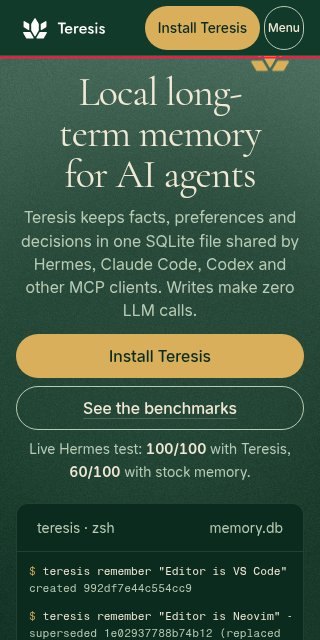 Teresis
Install Teresis
Menu
Local long-
term memory
for AI agents
Teresis keeps facts, preferences and
decisions in one SQLite file shared by
Hermes, Claude Code, Codex and
other MCP clients. Writes make zero
LLM calls.
Install Teresis
See the benchmarks
Live Hermes test: 100/100 with Teresis,
60/100 with stock memory.
teresis · zsh
memory.db
$ teresis remember "Editor is VS Code"
created 992df7e44c554cc9
$ teresis remember "Editor is Neovim" -
superseded 1e02937788b74b12 (replaced